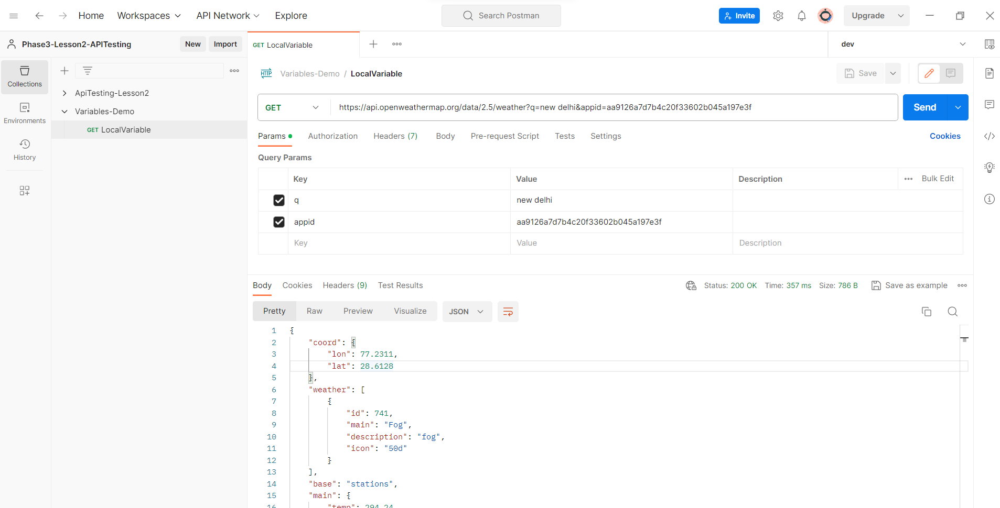 Home Workspaces API Network Explore Search Postman Invite Upgrade
Phase3-Lesson2-APITesting New Import GET LocalVariable dev
Collections
Environments
History
ApiTesting-Lesson2
Variables-Demo
GET LocalVariable
HTTP Variables-Demo / LocalVariable Save
GET https://api.openweathermap.org/data/2.5/weather?q=new delhi&appid=aa9126a7d7b4c20f33602b045a197e3f Send
Params Authorization Headers (7) Body Pre-request Script Tests Settings Cookies
Query Params
Key Value Description Bulk Edit
q new delhi
appid aa9126a7d7b4c20f33602b045a197e3f
Key Value Description
Body Cookies Headers (9) Test Results Status: 200 OK Time: 357 ms Size: 786 B Save as example
Pretty Raw Preview Visualize JSON
1 {
2 "coord": {
3 "lon": 77.2311,
4 "lat": 28.6128
5 },
6 "weather": [
7 {
8 "id": 741,
9 "main": "Fog",
10 "description": "fog",
11 "icon": "50d"
12 }
13 ],
14 "base": "stations",
15 "main": {
16 "temp": 294.24